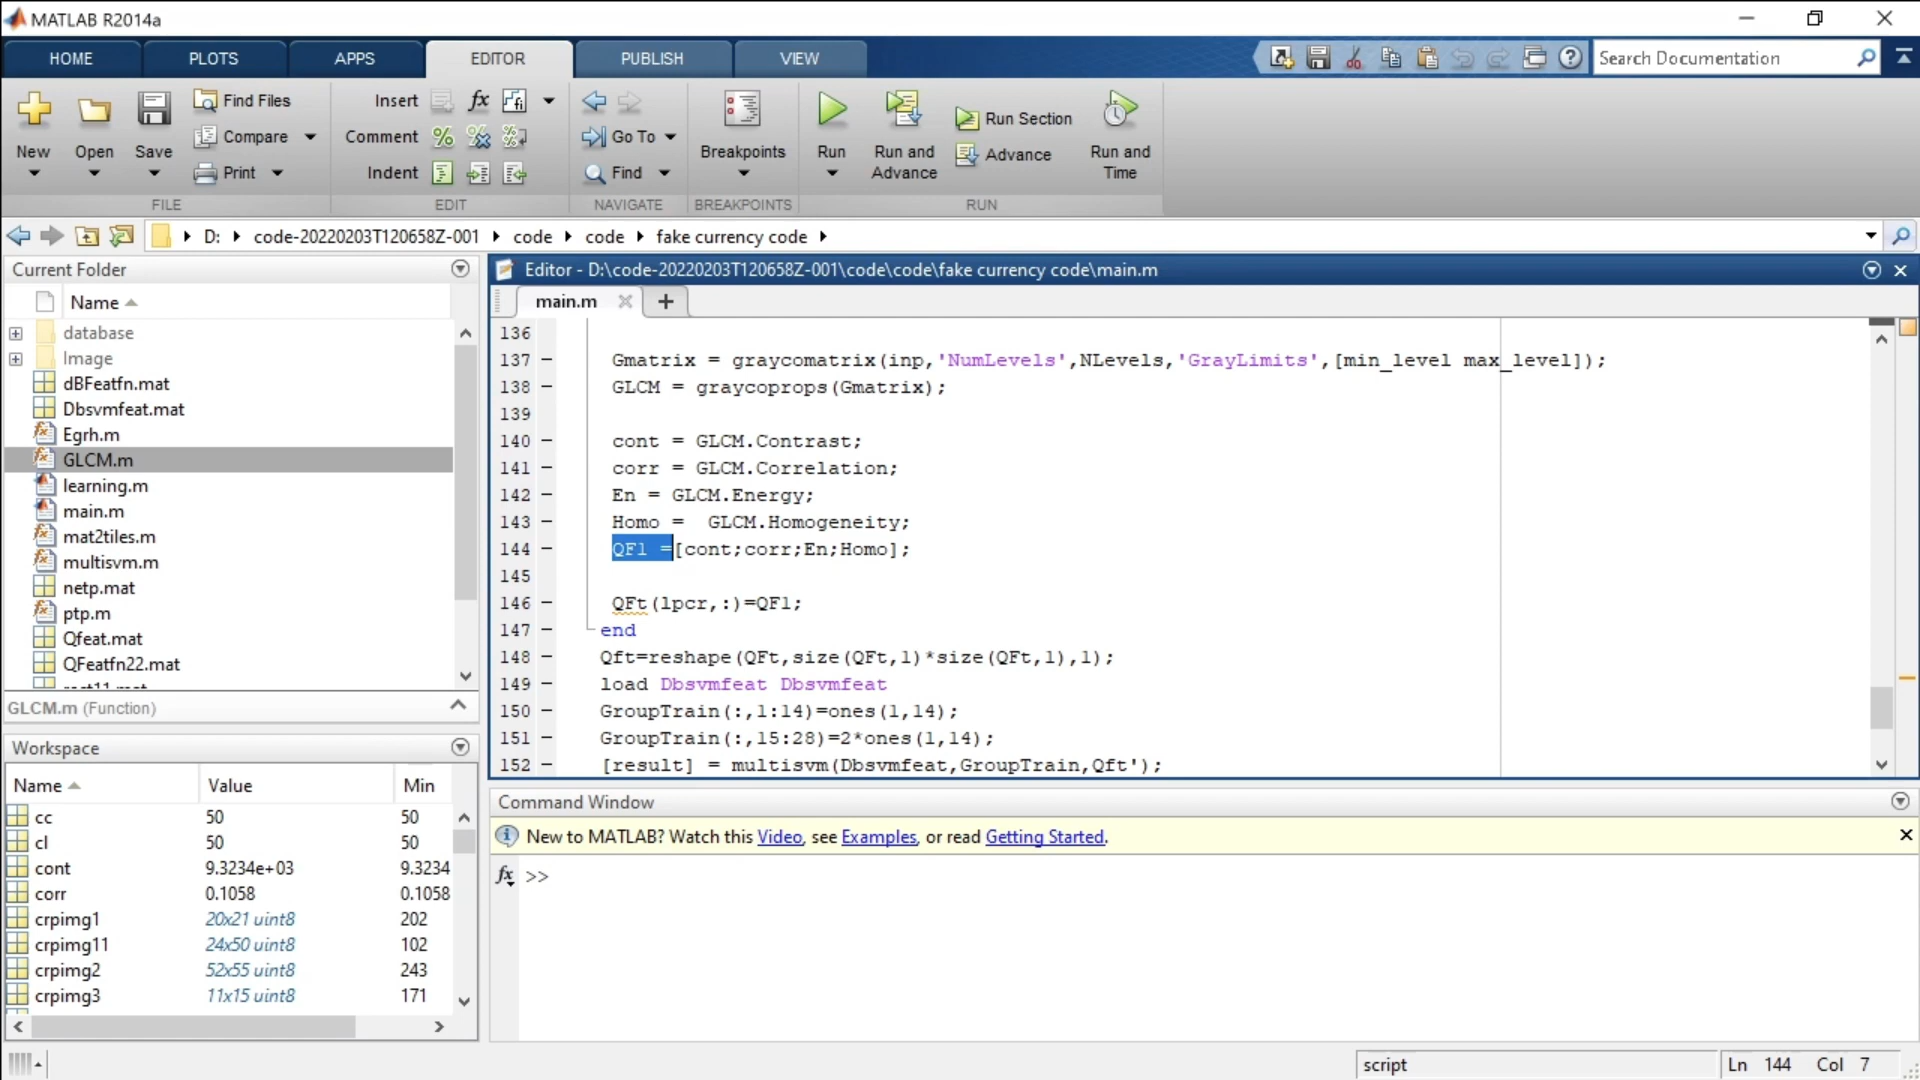 MATLAB R2014a
HOME PLOTS APPS EDITOR PUBLISH VIEW
Search Documentation
New
Open
Save
Find Files
Compare
Print
FILE
Insert
Comment
Indent
EDIT
Go To
Find
NAVIGATE
Breakpoints
BREAKPOINTS
Run
Run and Advance
Run Section
Advance
Run and Time
RUN
D: code-20220203T120658Z-001 code code fake currency code
Current Folder
Name
database
Image
dBFeatfn.mat
Dbsvmfeat.mat
Egrh.m
GLCM.m
learning.m
main.m
mat2tiles.m
multisvm.m
netp.mat
ptp.m
Qfeat.mat
QFeatfn22.mat
GLCM.m (Function)
Workspace
Name Value Min
cc 50 50
cl 50 50
cont 9.3234e+03 9.3234
corr 0.1058 0.1058
crpimg1 20x21 uint8 202
crpimg11 24x50 uint8 102
crpimg2 52x55 uint8 243
crpimg3 11x15 uint8 171
Editor - D:\code-20220203T120658Z-001\code\code\fake currency code\main.m
main.m
136
137 Gmatrix = graycomatrix(inp,'NumLevels',NLevels,'GrayLimits',[min_level max_level]);
138 GLCM = graycoprops(Gmatrix);
139
140 cont = GLCM.Contrast;
141 corr = GLCM.Correlation;
142 En = GLCM.Energy;
143 Homo =  GLCM.Homogeneity;
144 QF1 =[cont;corr;En;Homo];
145
146 QFt(lpcr,:)=QF1;
147 end
148 Qft=reshape(QFt,size(QFt,1)*size(QFt,1),1);
149 load Dbsvmfeat Dbsvmfeat
150 GroupTrain(:,1:14)=ones(1,14);
151 GroupTrain(:,15:28)=2*ones(1,14);
152 [result] = multisvm(Dbsvmfeat,GroupTrain,Qft');
Command Window
New to MATLAB? Watch this Video, see Examples, or read Getting Started.
fx >>
script
Ln 144 Col 7